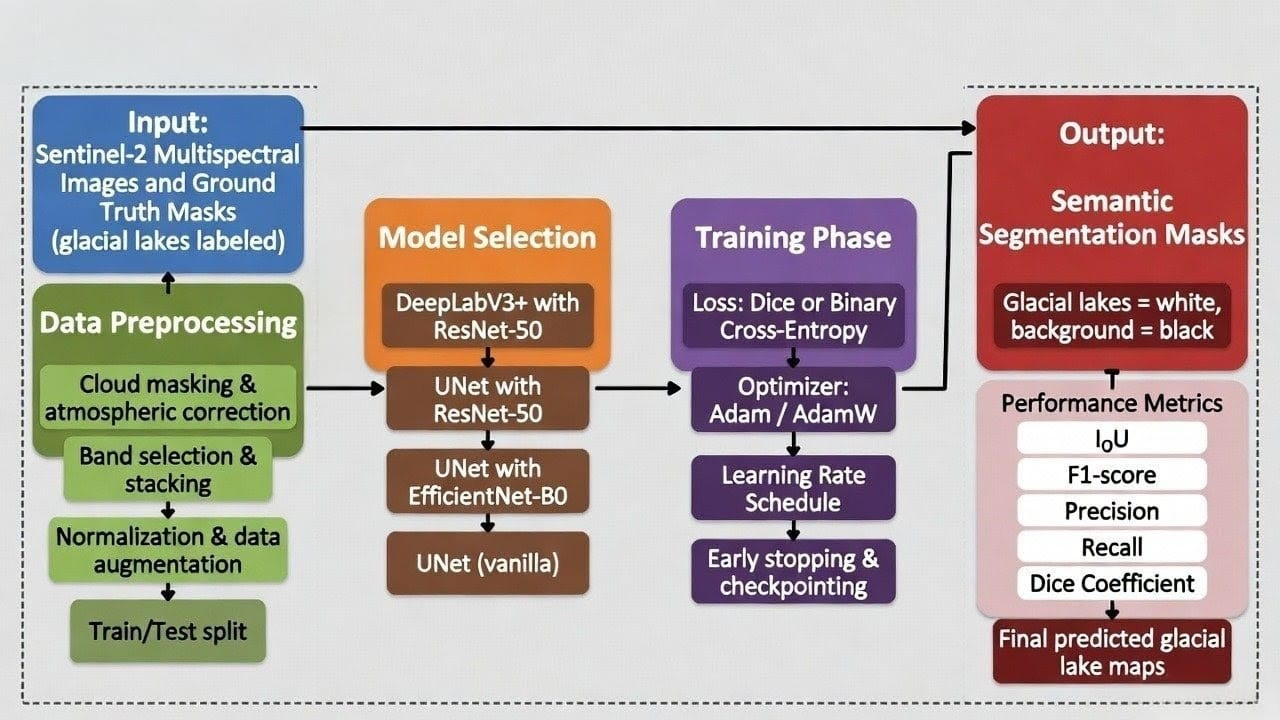 Input:
Sentinel-2 Multispectral
Images and Ground
Truth Masks
(glacial lakes labeled)
Data Preprocessing
Cloud masking &
atmospheric correction
Band selection &
stacking
Normalization & data
augmentation
Train/Test split
Model Selection
DeepLabV3+ with
ResNet-50
UNet with
ResNet-50
UNet with
EfficientNet-B0
UNet (vanilla)
Training Phase
Loss: Dice or Binary
Cross-Entropy
Optimizer:
Adam / AdamW
Learning Rate
Schedule
Early stopping &
checkpointing
Output:
Semantic
Segmentation Masks
Glacial lakes = white,
background = black
Performance Metrics
IoU
F1-score
Precision
Recall
Dice Coefficient
Final predicted glacial
lake maps